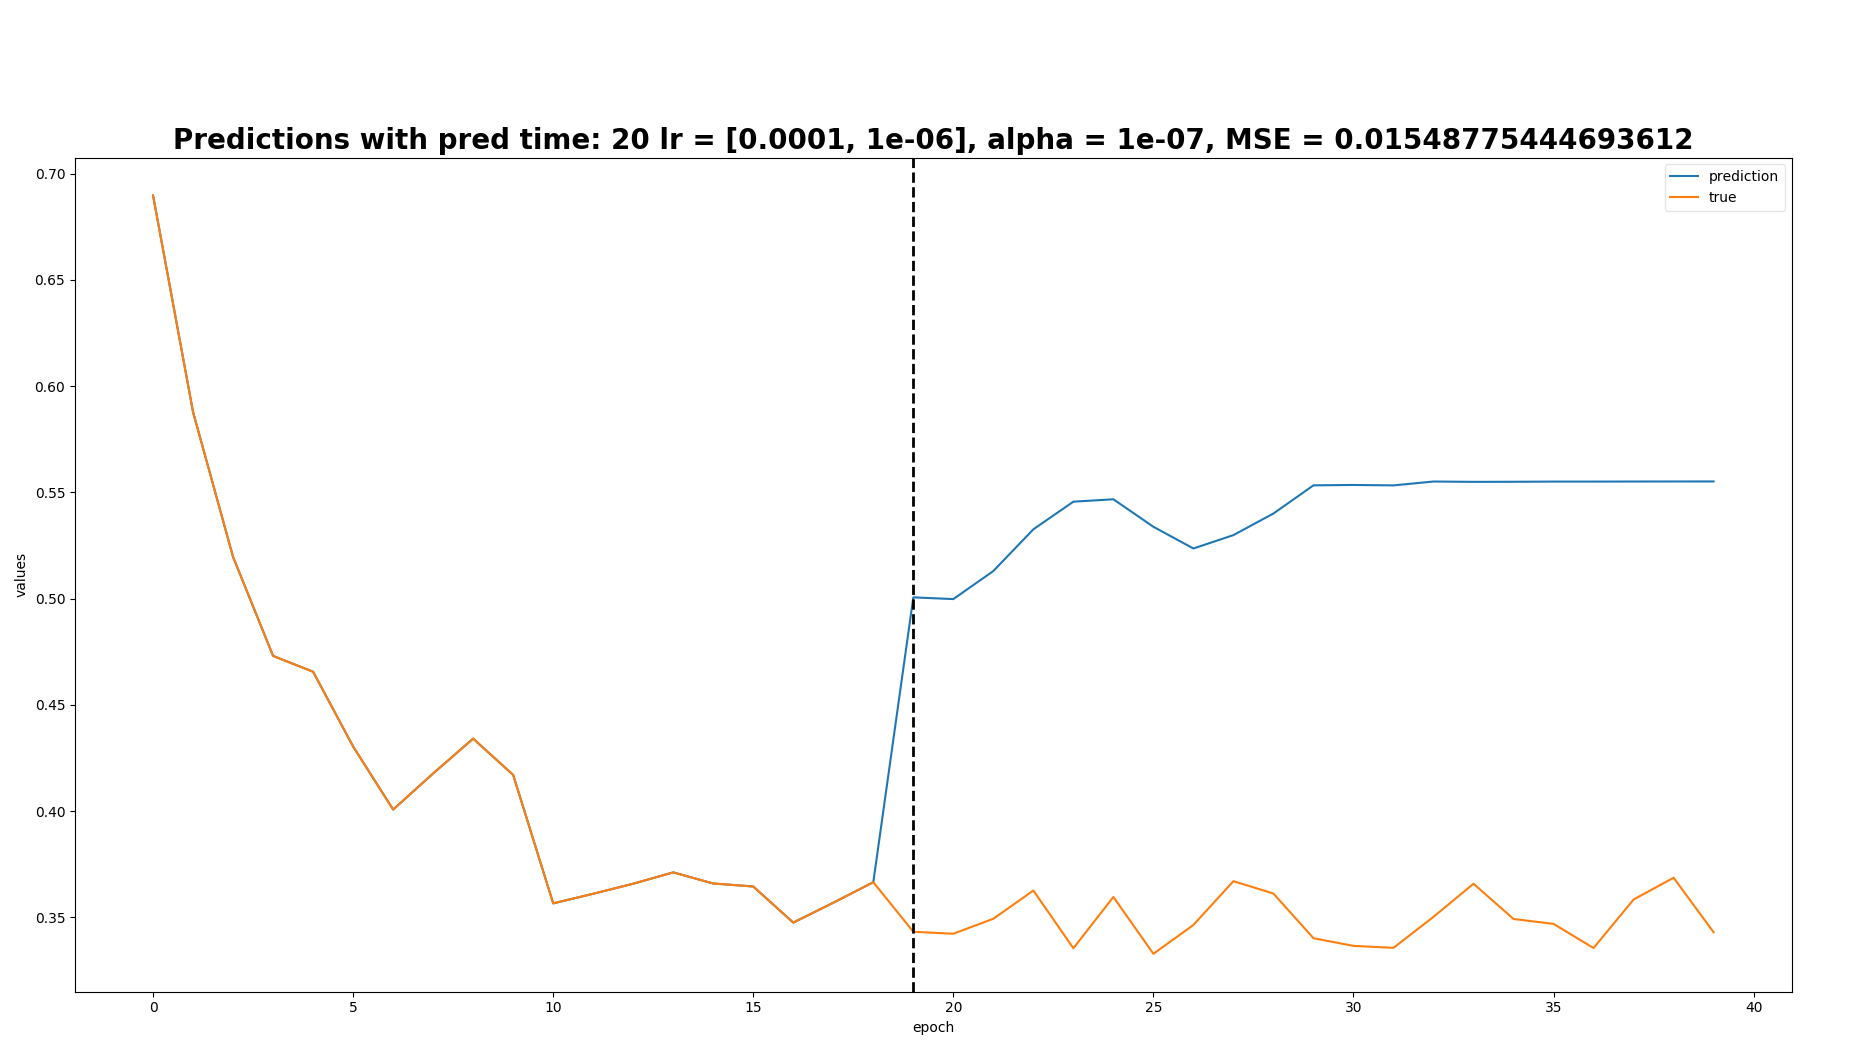 Predictions with pred time: 20 lr = [0.0001, 1e-06], alpha = 1e-07, MSE = 0.01548775444693612
prediction
true
0.70
0.65
0.60
0.55
0.50
0.45
0.40
0.35
values
0 5 10 15 20 25 30 35 40
epoch